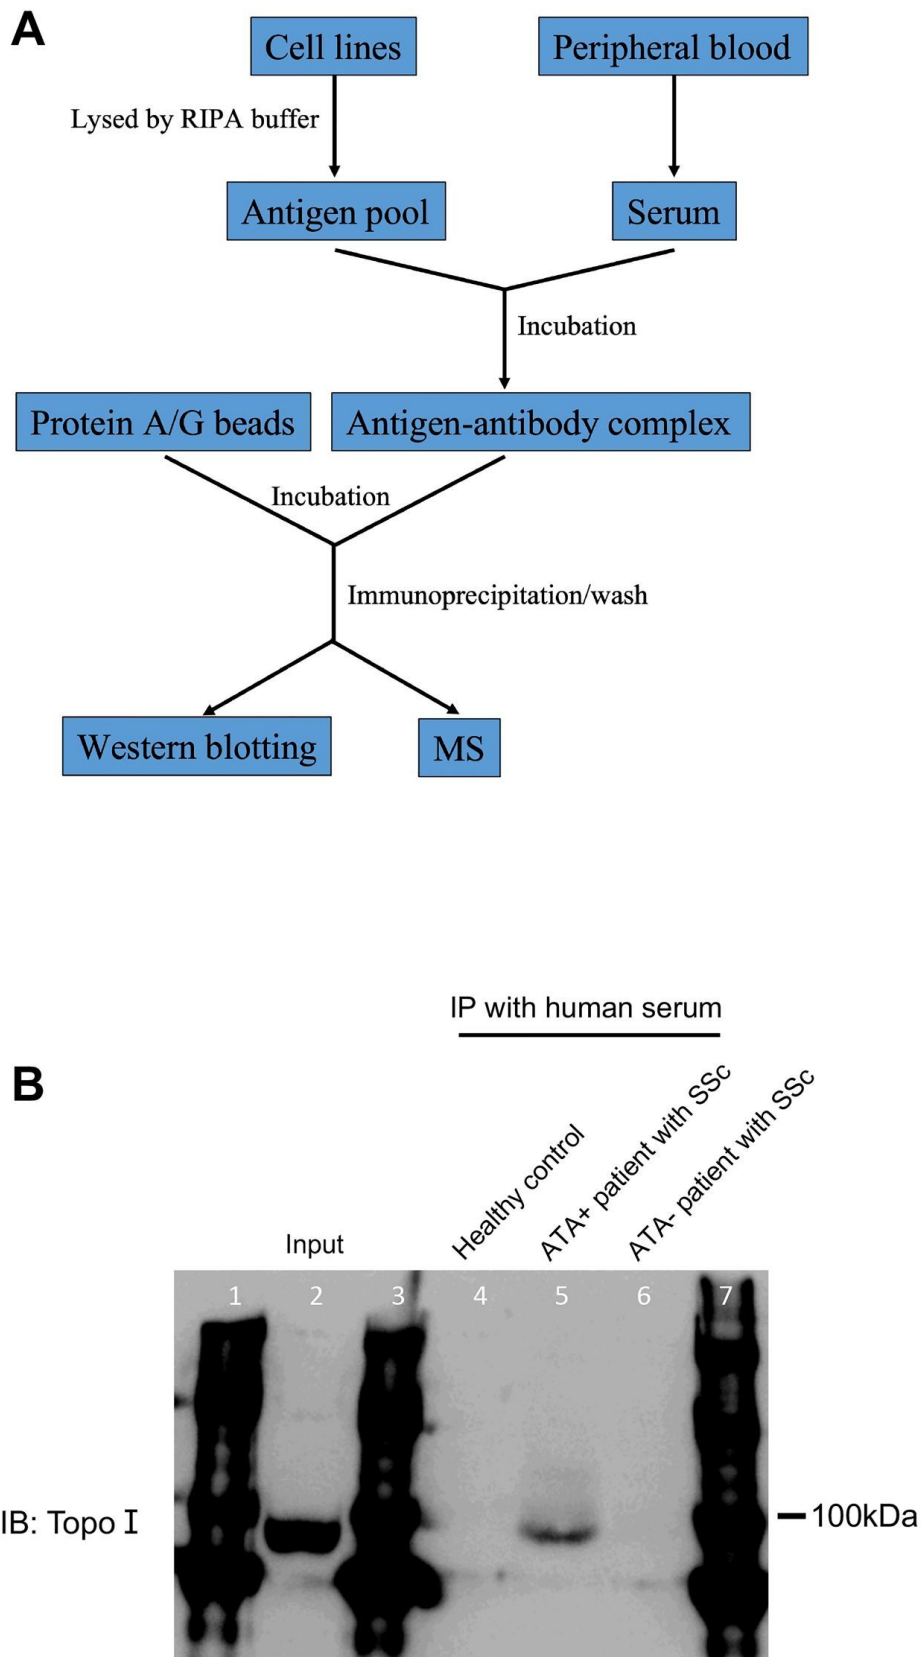 A
Cell lines
Peripheral blood
Lysed by RIPA buffer
Antigen pool
Serum
Incubation
Protein A/G beads
Antigen-antibody complex
Incubation
Immunoprecipitation/wash
Western blotting
MS
IP with human serum
B
Input
Healthy control
ATA+ patient with SSc
ATA- patient with SSc
1 2 3 4 5 6 7
IB: Topo I
100kDa